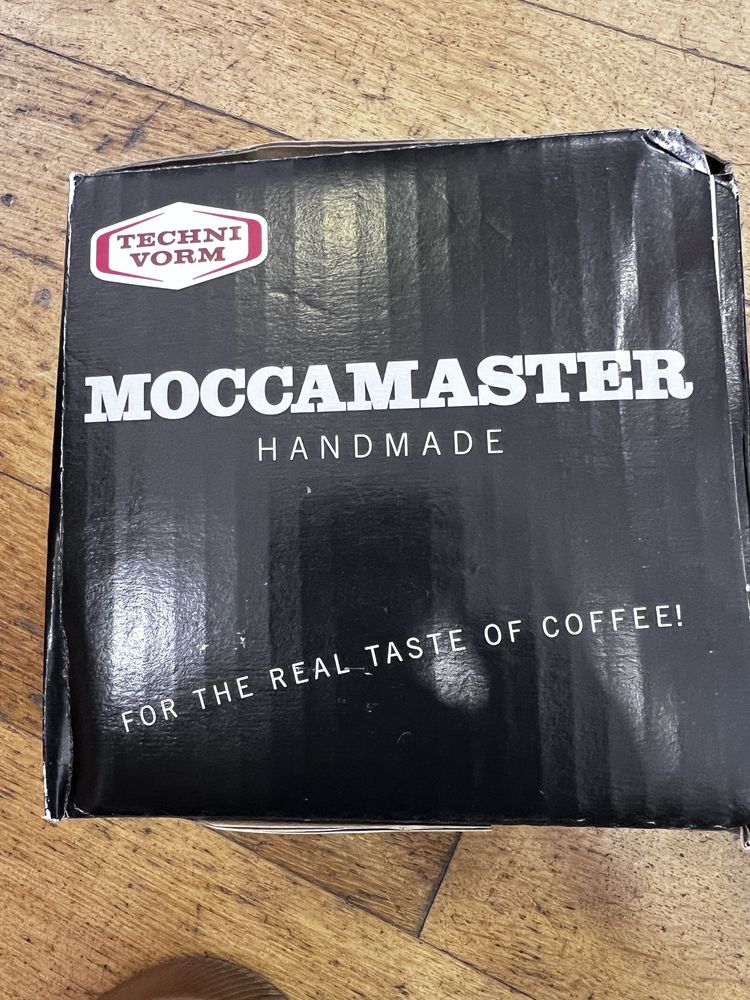 TECHNI
VORM
MOCCAMASTER
HANDMADE
FOR THE REAL TASTE OF COFFEE!